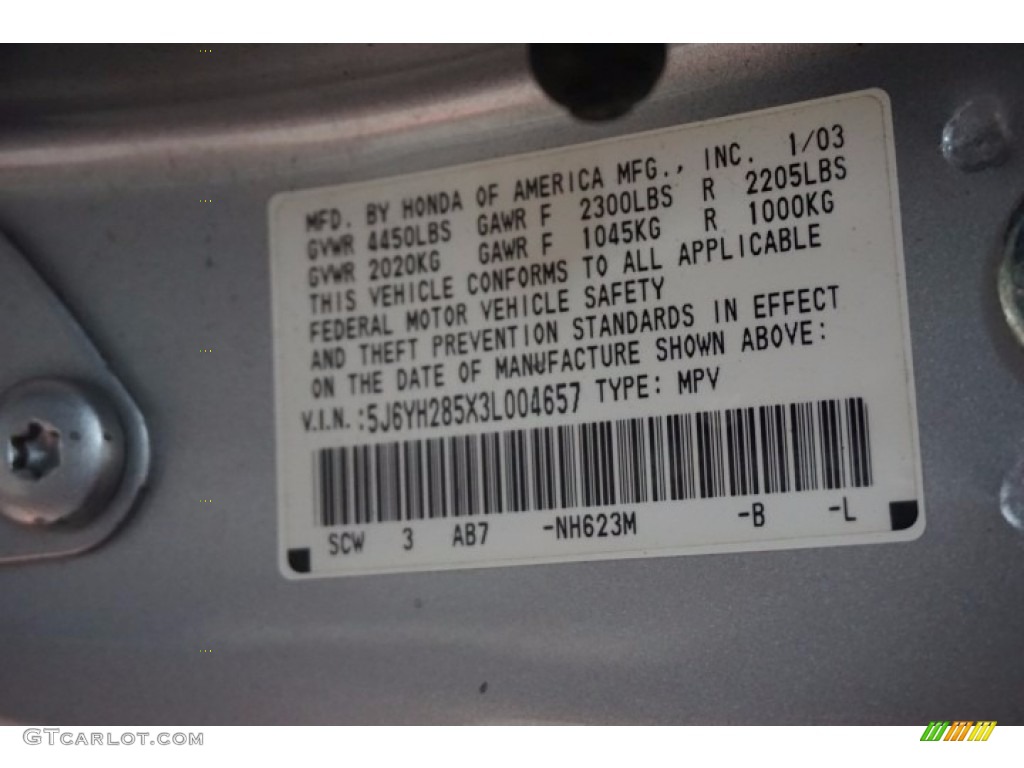 MFD. BY HONDA OF AMERICA MFG., INC. 1/03
GVWR 4450LBS GAWR F 2300LBS R 2205LBS
GVWR 2020KG GAWR F 1045KG R 1000KG
THIS VEHICLE CONFORMS TO ALL APPLICABLE
FEDERAL MOTOR VEHICLE SAFETY
AND THEFT PREVENTION STANDARDS IN EFFECT
ON THE DATE OF MANUFACTURE SHOWN ABOVE:
V.I.N.:5J6YH285X3L004657 TYPE: MPV
SCW 3 AB7 -NH623M -B -L
GTCarlot.com